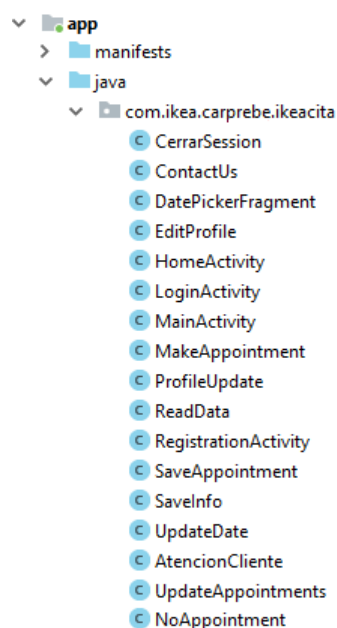 app
manifests
java
com.ikea.carprebe.ikeacita
C CerrarSession
C ContactUs
C DatePickerFragment
C EditProfile
C HomeActivity
C LoginActivity
C MainActivity
C MakeAppointment
C ProfileUpdate
C ReadData
C RegistrationActivity
C SaveAppointment
C SaveInfo
C UpdateDate
C AtencionCliente
C UpdateAppointments
C NoAppointment